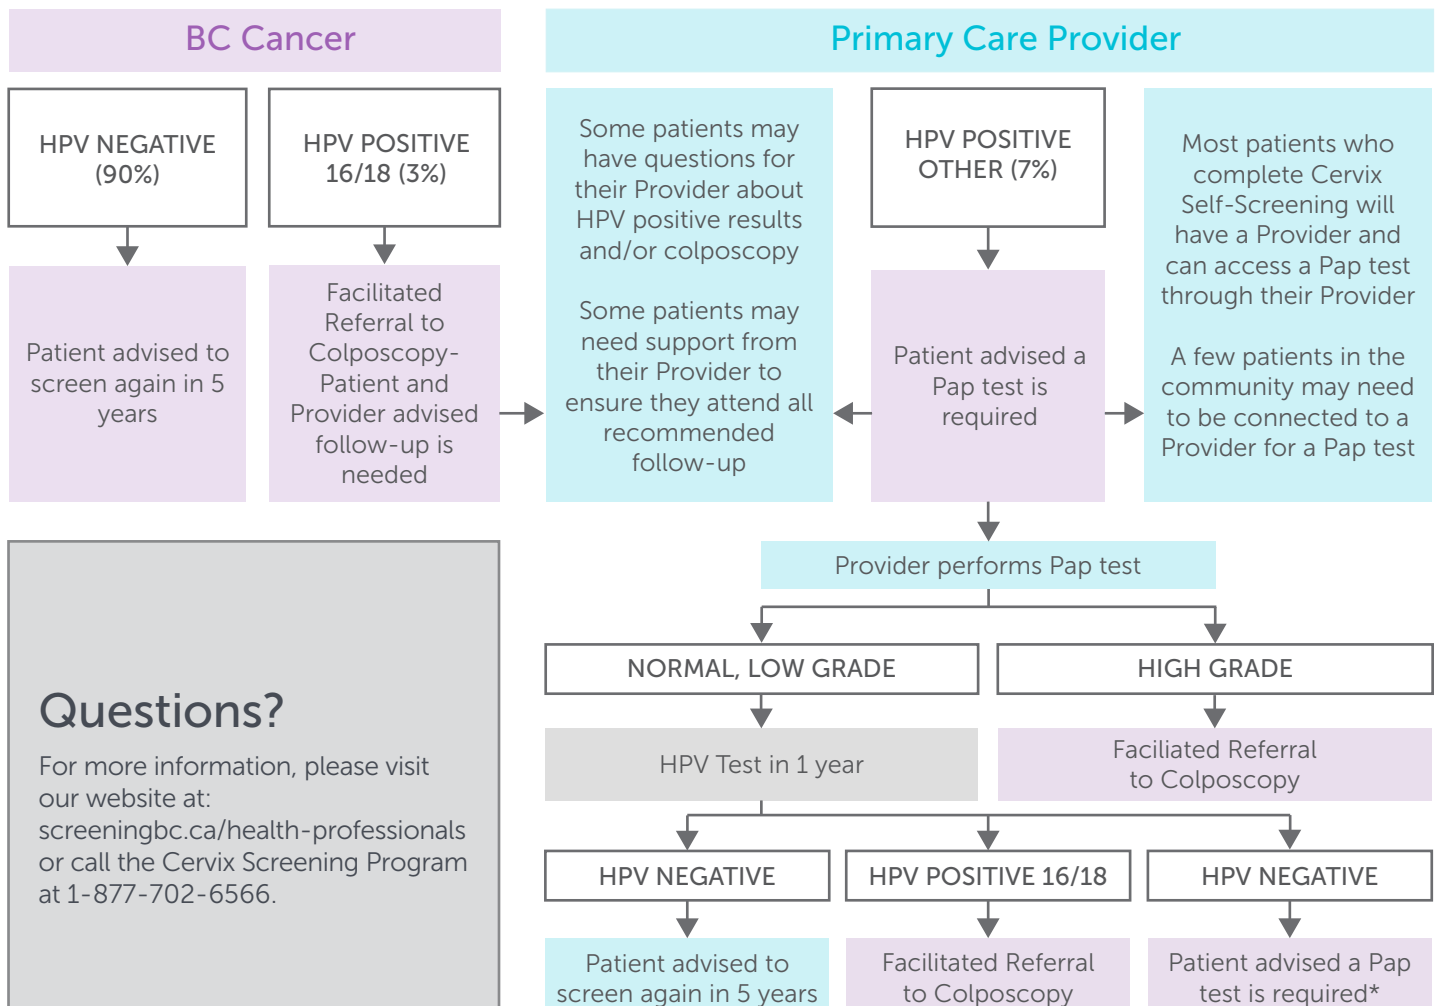 BC Cancer
Primary Care Provider
HPV NEGATIVE
(90%)
HPV POSITIVE
16/18 (3%)
Some patients may
have questions for
their Provider about
HPV positive results
and/or colposcopy
Some patients may
need support from
their Provider to
ensure they attend all
recommended
follow-up
HPV POSITIVE
OTHER (7%)
Most patients who
complete Cervix
Self-Screening will
have a Provider and
can access a Pap test
through their Provider
A few patients in the
community may need
to be connected to a
Provider for a Pap test
Patient advised to
screen again in 5
years
Facilitated
Referral to
Colposcopy-
Patient and
Provider advised
follow-up is
needed
Patient advised a
Pap test is
required
Provider performs Pap test
NORMAL, LOW GRADE
HIGH GRADE
HPV Test in 1 year
Faciliated Referral
to Colposcopy
HPV NEGATIVE
HPV POSITIVE 16/18
HPV NEGATIVE
Patient advised to
screen again in 5 years
Facilitated Referral
to Colposcopy
Patient advised a Pap
test is required*
Questions?
For more information, please visit
our website at:
screeningbc.ca/health-professionals
or call the Cervix Screening Program
at 1-877-702-6566.